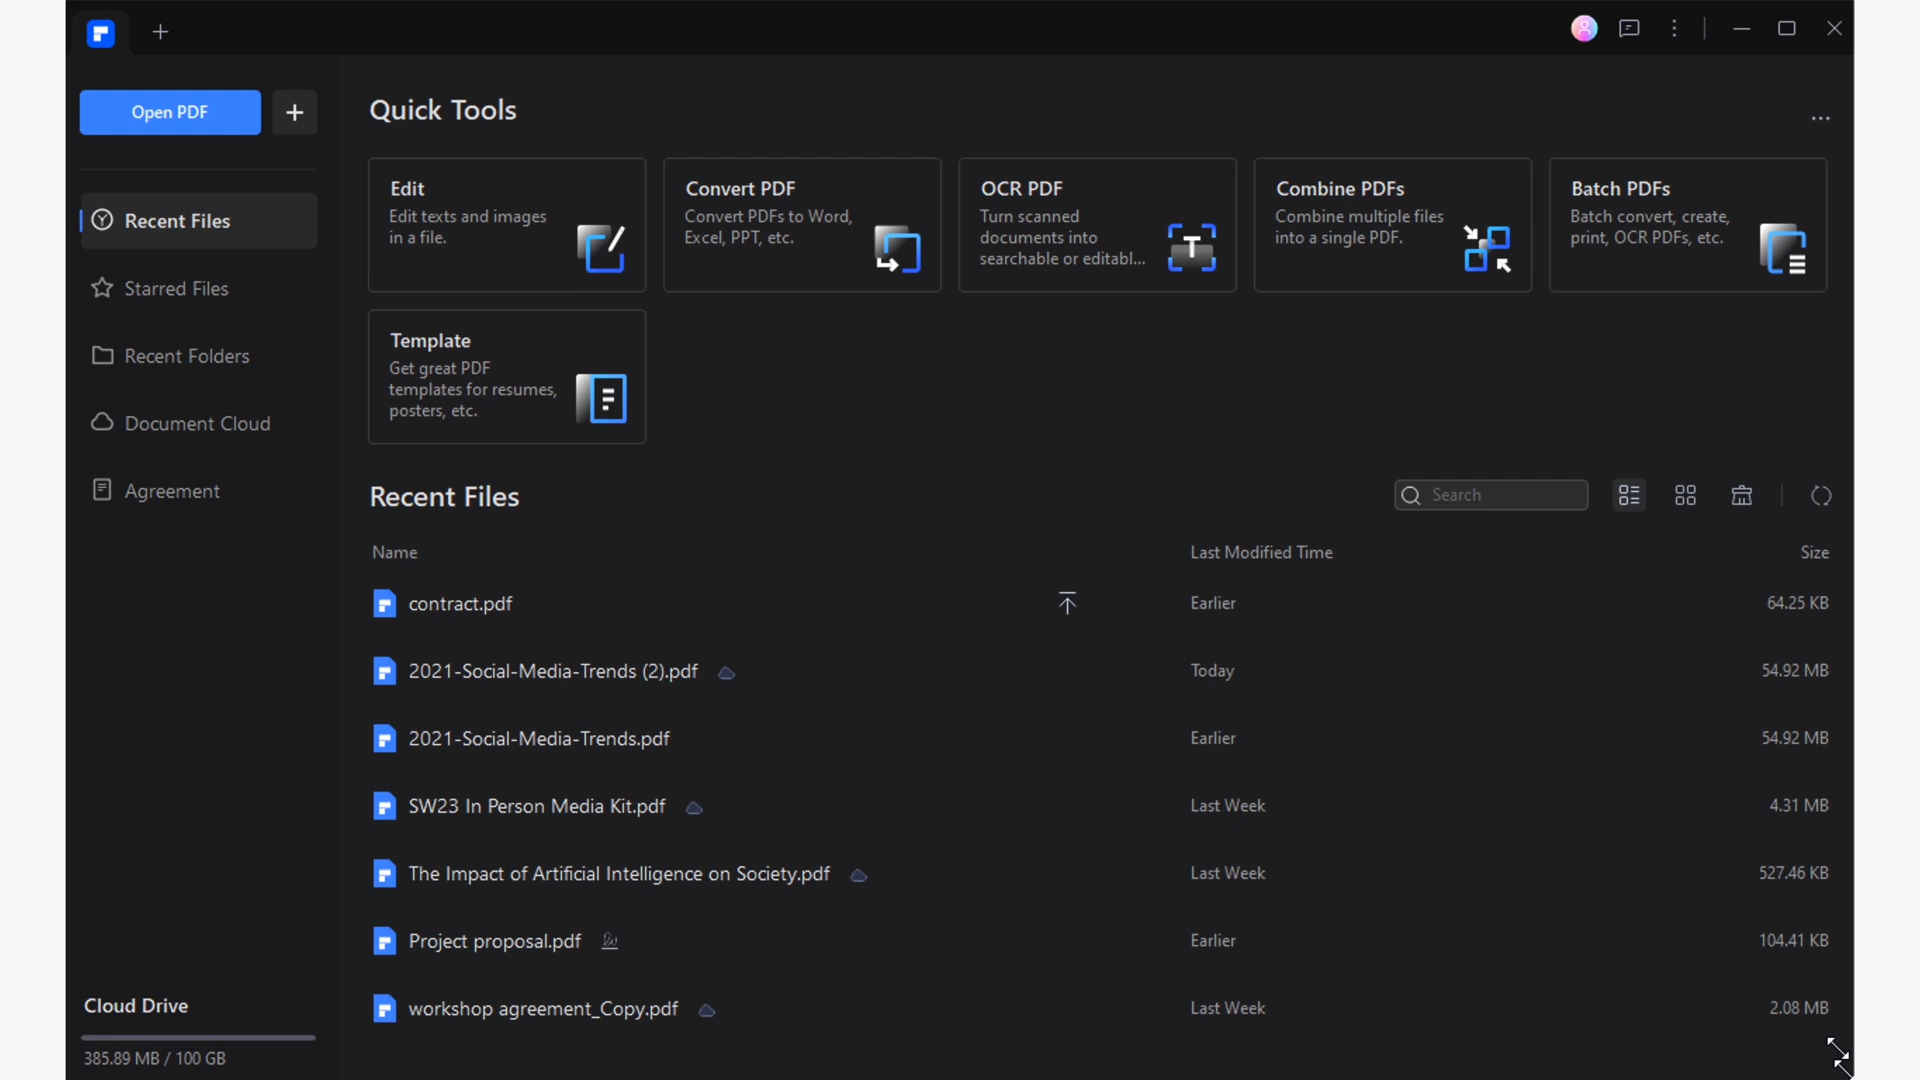 Open PDF
Recent Files
Starred Files
Recent Folders
Document Cloud
Agreement
Cloud Drive
385.89 MB / 100 GB
Quick Tools
Edit
Edit texts and images
in a file.
Convert PDF
Convert PDFs to Word,
Excel, PPT, etc.
OCR PDF
Turn scanned
documents into
searchable or editabl...
Combine PDFs
Combine multiple files
into a single PDF.
Batch PDFs
Batch convert, create,
print, OCR PDFs, etc.
Template
Get great PDF
templates for resumes,
posters, etc.
Recent Files
Search
Name Last Modified Time Size
contract.pdf Earlier 64.25 KB
2021-Social-Media-Trends (2).pdf Today 54.92 MB
2021-Social-Media-Trends.pdf Earlier 54.92 MB
SW23 In Person Media Kit.pdf Last Week 4.31 MB
The Impact of Artificial Intelligence on Society.pdf Last Week 527.46 KB
Project proposal.pdf Earlier 104.41 KB
workshop agreement_Copy.pdf Last Week 2.08 MB